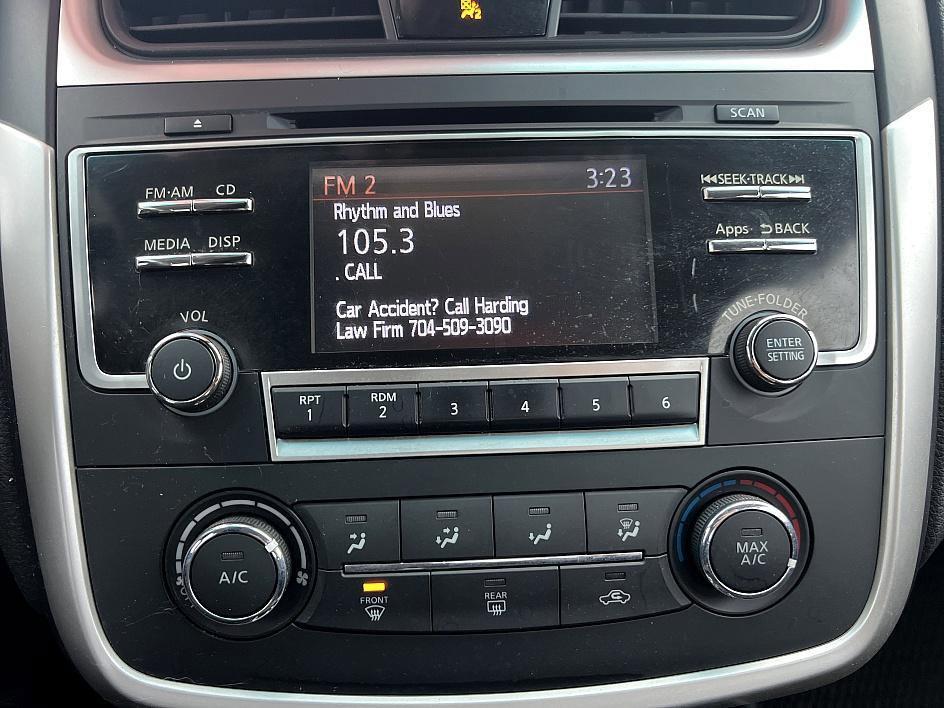 2
SCAN
FM·AM CD
MEDIA DISP
VOL
FM 2 3:23
Rhythm and Blues
105.3
. CALL
Car Accident? Call Harding
Law Firm 704-509-3090
SEEK·TRACK
Apps· BACK
TUNE·FOLDER
ENTER
SETTING
RPT
1
RDM
2
3
4
5
6
A/C
FRONT
REAR
MAX
A/C